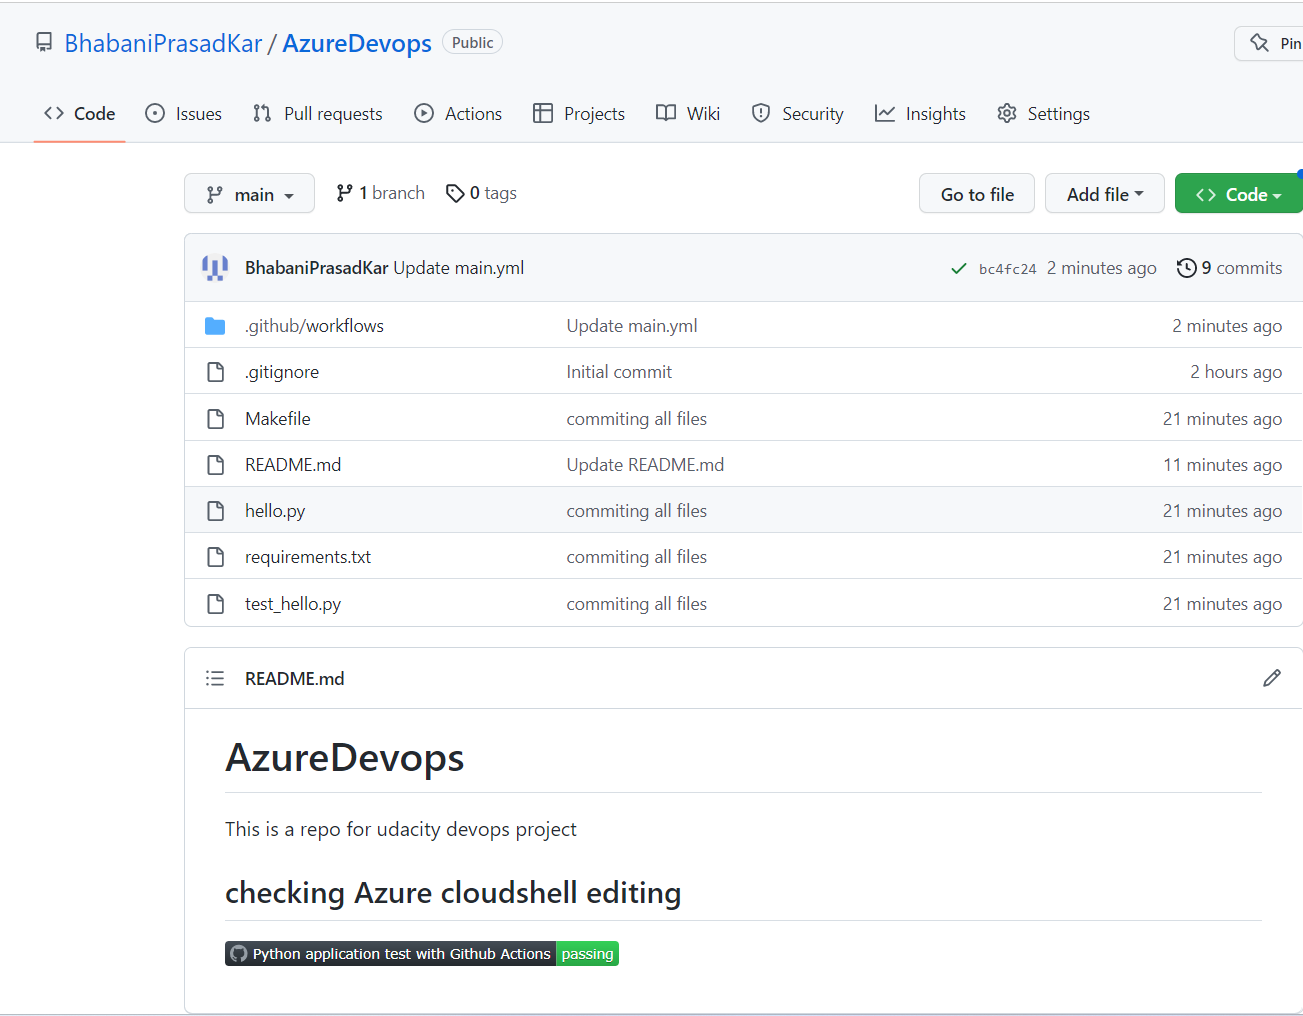 BhabaniPrasadKar / AzureDevops Public Pin
Code Issues Pull requests Actions Projects Wiki Security Insights Settings
main 1 branch 0 tags Go to file Add file Code
BhabaniPrasadKar Update main.yml bc4fc24 2 minutes ago 9 commits
.github/workflows Update main.yml 2 minutes ago
.gitignore Initial commit 2 hours ago
Makefile commiting all files 21 minutes ago
README.md Update README.md 11 minutes ago
hello.py commiting all files 21 minutes ago
requirements.txt commiting all files 21 minutes ago
test_hello.py commiting all files 21 minutes ago
README.md
AzureDevops
This is a repo for udacity devops project
checking Azure cloudshell editing
Python application test with Github Actions passing